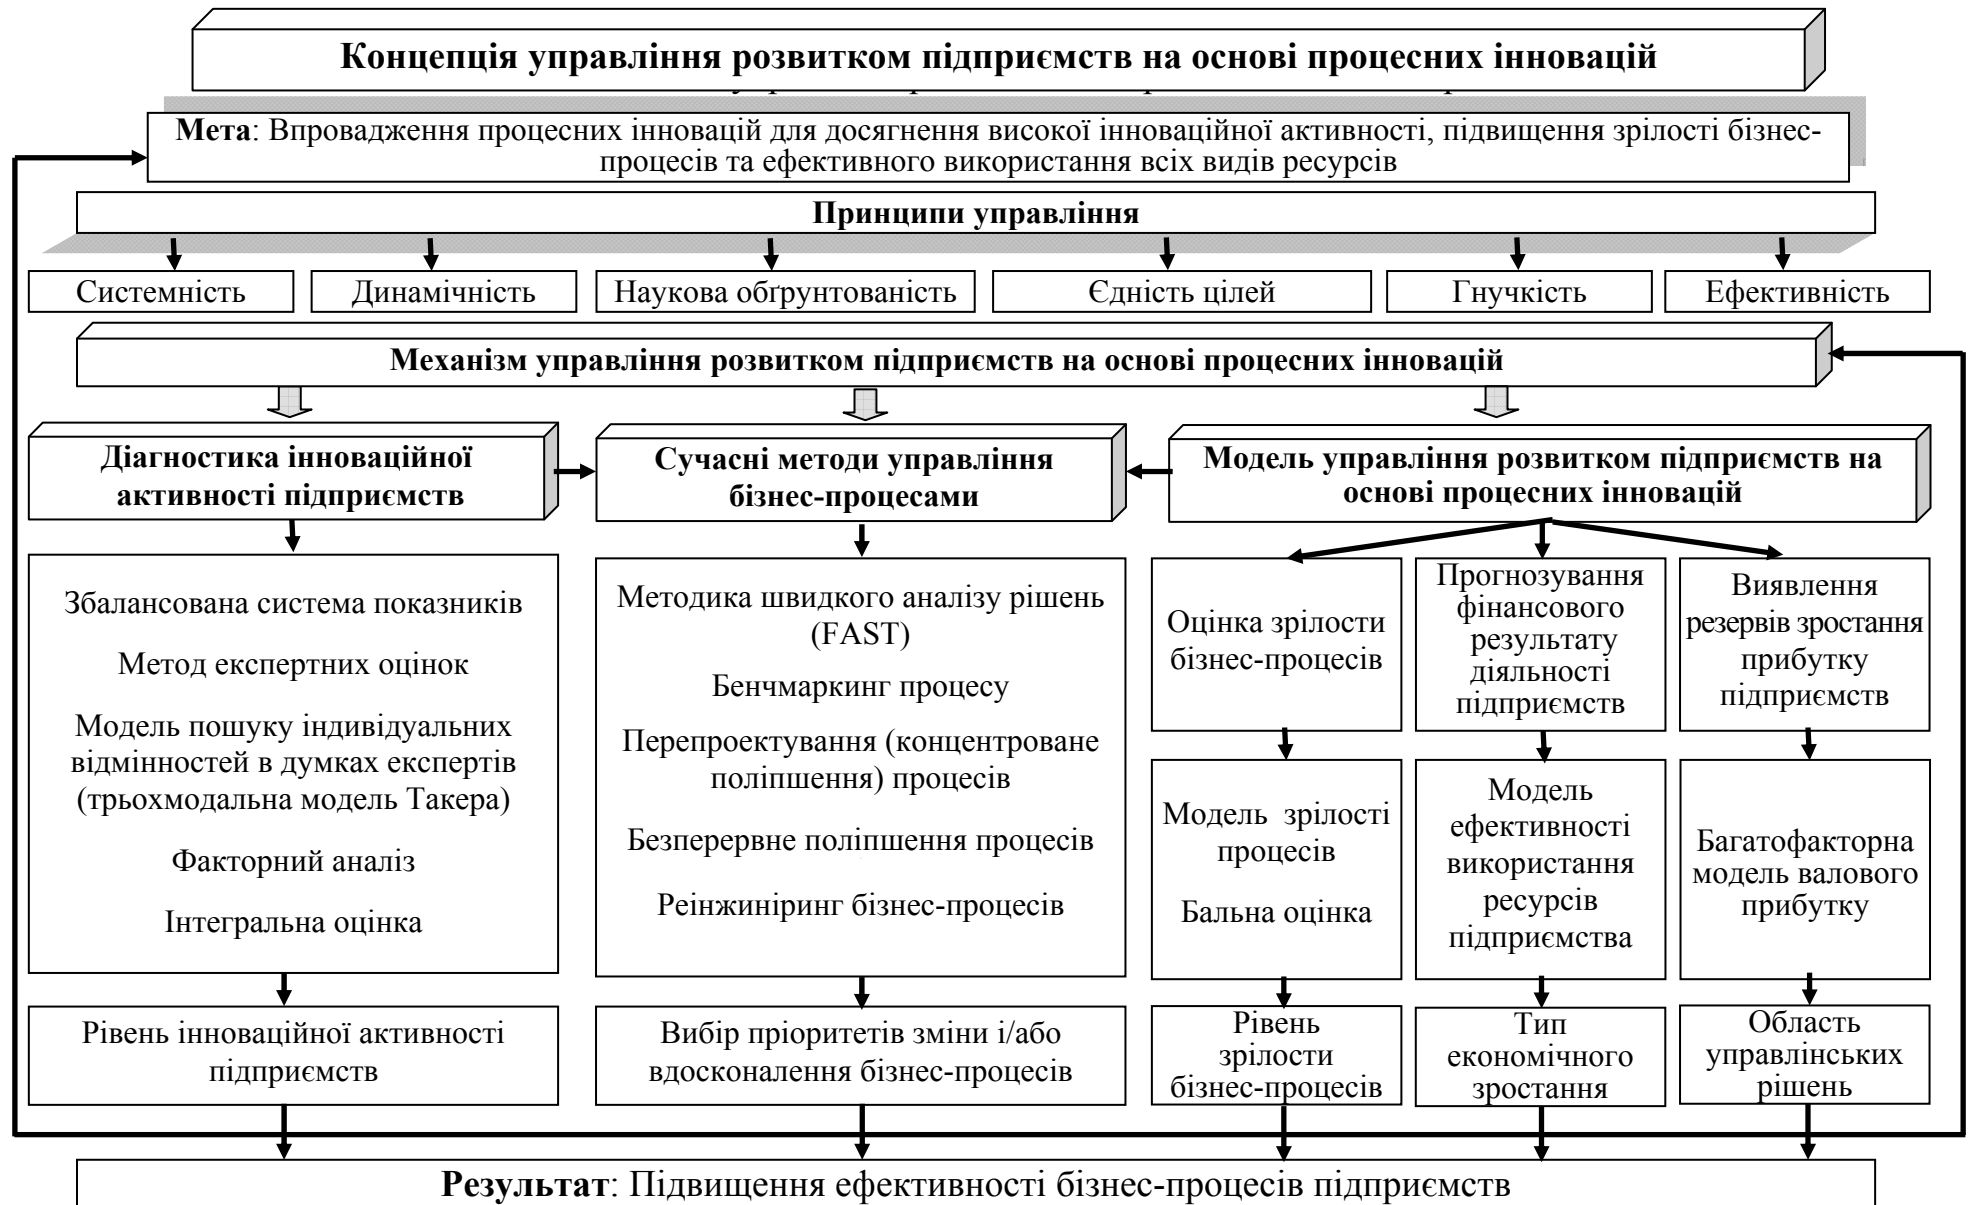 Концепція управління розвитком підприємств на основі процесних інновацій
Мета: Впровадження процесних інновацій для досягнення високої інноваційної активності, підвищення зрілості бізнес-
процесів та ефективного використання всіх видів ресурсів
Принципи управління
Системність
Динамічність
Наукова обґрунтованість
Єдність цілей
Гнучкість
Ефективність
Механізм управління розвитком підприємств на основі процесних інновацій
Діагностика інноваційної
активності підприємств
Сучасні методи управління
бізнес-процесами
Модель управління розвитком підприємств на
основі процесних інновацій
Збалансована система показників
Метод експертних оцінок
Модель пошуку індивідуальних
відмінностей в думках експертів
(трьохмодальна модель Такера)
Факторний аналіз
Інтегральна оцінка
Методика швидкого аналізу рішень
(FAST)
Бенчмаркинг процесу
Перепроектування (концентроване
поліпшення) процесів
Безперервне поліпшення процесів
Реінжиніринг бізнес-процесів
Оцінка зрілости
бізнес-процесів
Прогнозування
фінансового
результату
діяльності
підприємств
Виявлення
резервів зростання
прибутку
підприємств
Модель зрілості
процесів
Бальна оцінка
Модель
ефективності
використання
ресурсів
підприємства
Багатофакторна
модель валового
прибутку
Рівень інноваційної активності
підприємств
Вибір пріоритетів зміни і/або
вдосконалення бізнес-процесів
Рівень
зрілости
бізнес-процесів
Тип
економічного
зростання
Область
управлінських
рішень
Результат: Підвищення ефективності бізнес-процесів підприємств